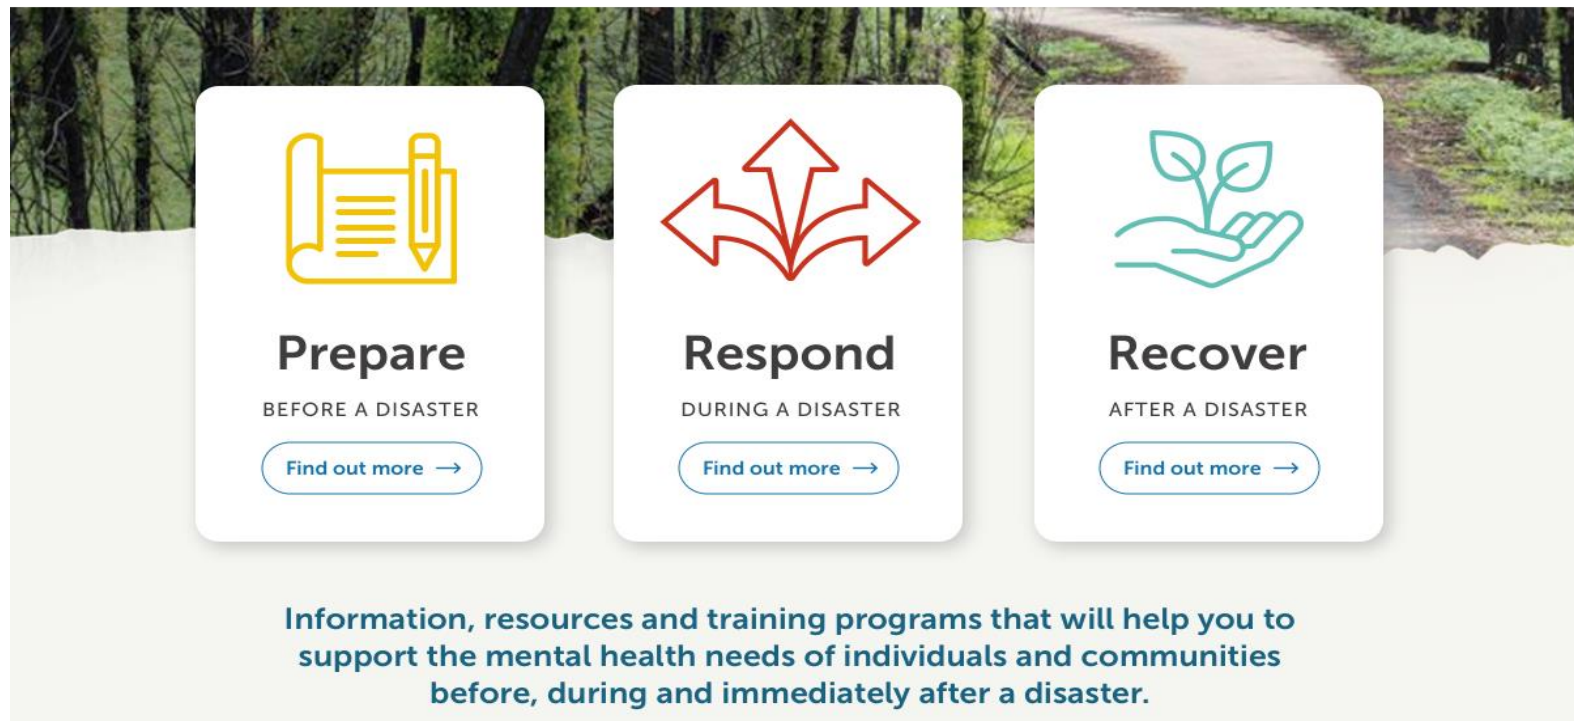 Prepare
BEFORE A DISASTER
Find out more
Respond
DURING A DISASTER
Find out more
Recover
AFTER A DISASTER
Find out more
Information, resources and training programs that will help you to
support the mental health needs of individuals and communities
before, during and immediately after a disaster.